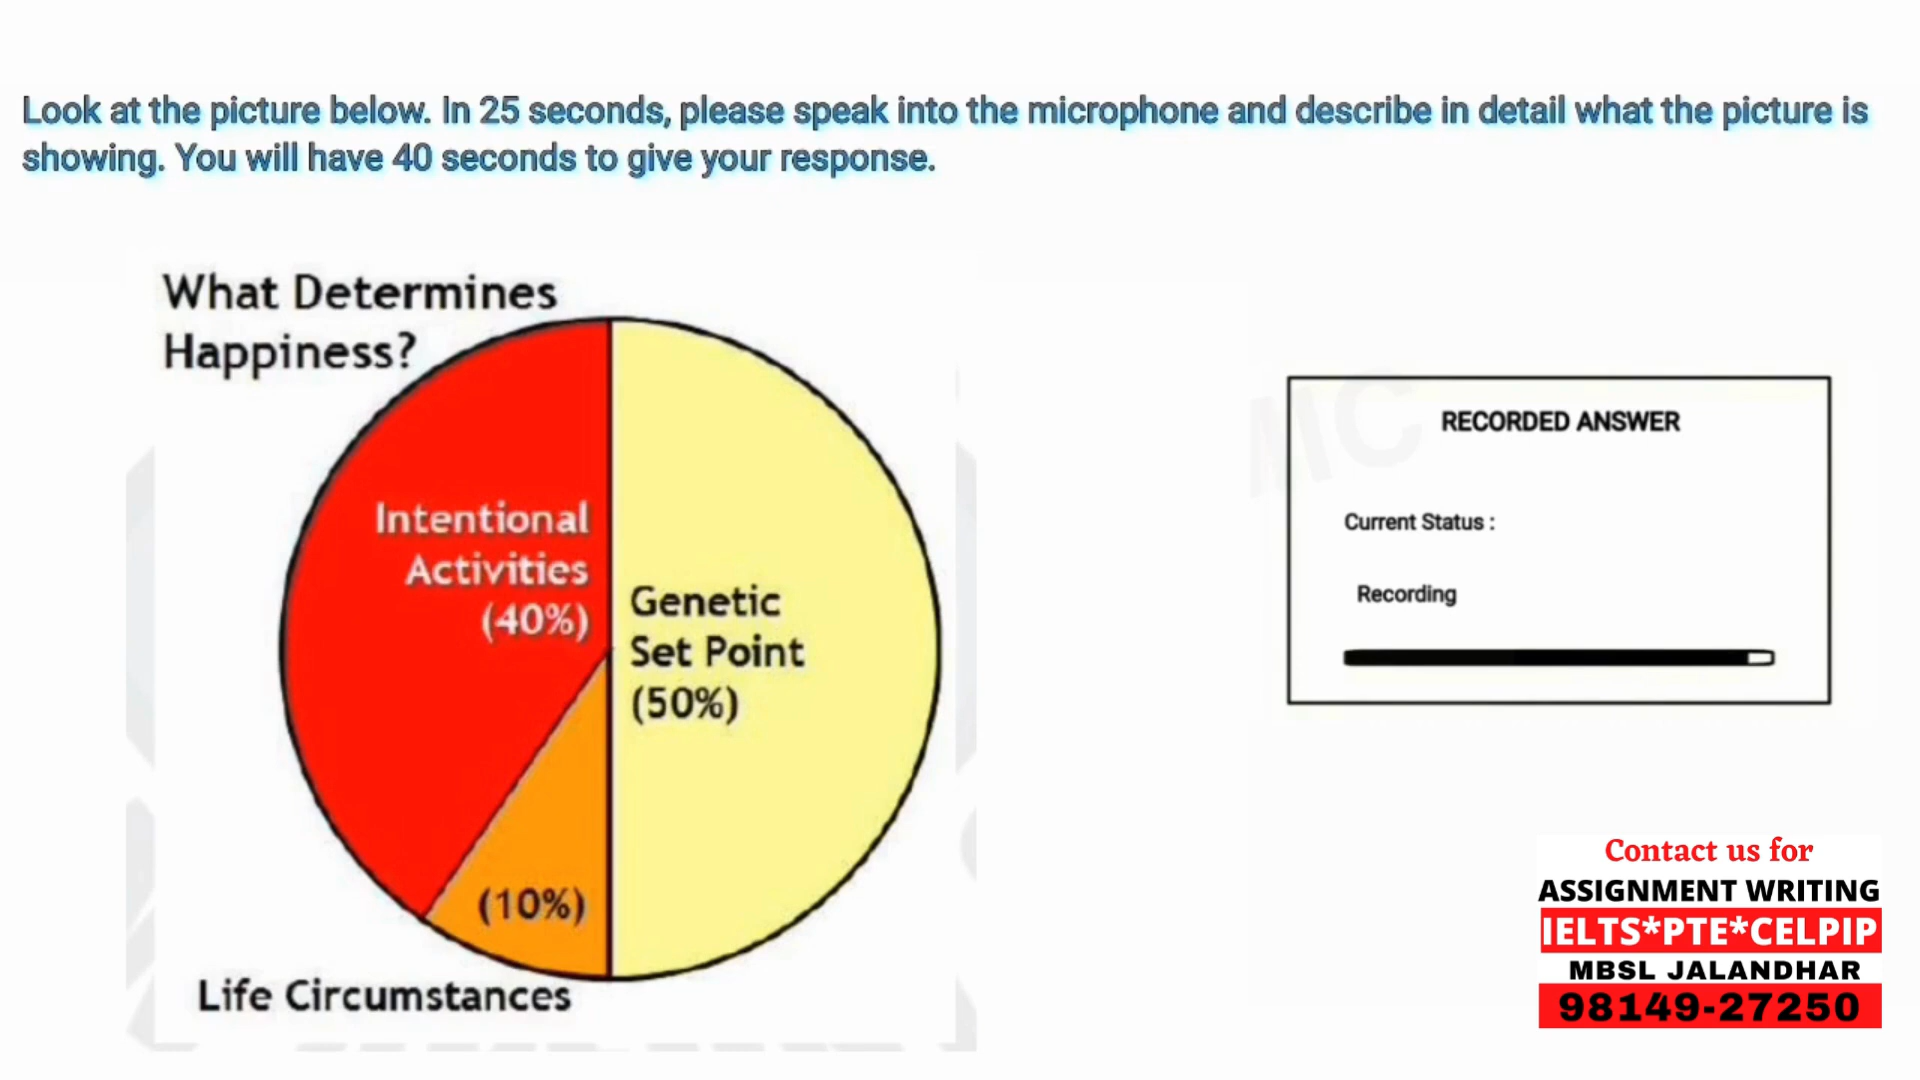 Look at the picture below. In 25 seconds, please speak into the microphone and describe in detail what the picture is
showing. You will have 40 seconds to give your response.
What Determines
Happiness?
Intentional
Activities
(40%)
Genetic
Set Point
(50%)
(10%)
Life Circumstances
MC
RECORDED ANSWER
Current Status :
Recording
Contact us for
ASSIGNMENT WRITING
IELTS*PTE*CELPIP
MBSL JALANDHAR
98149-27250